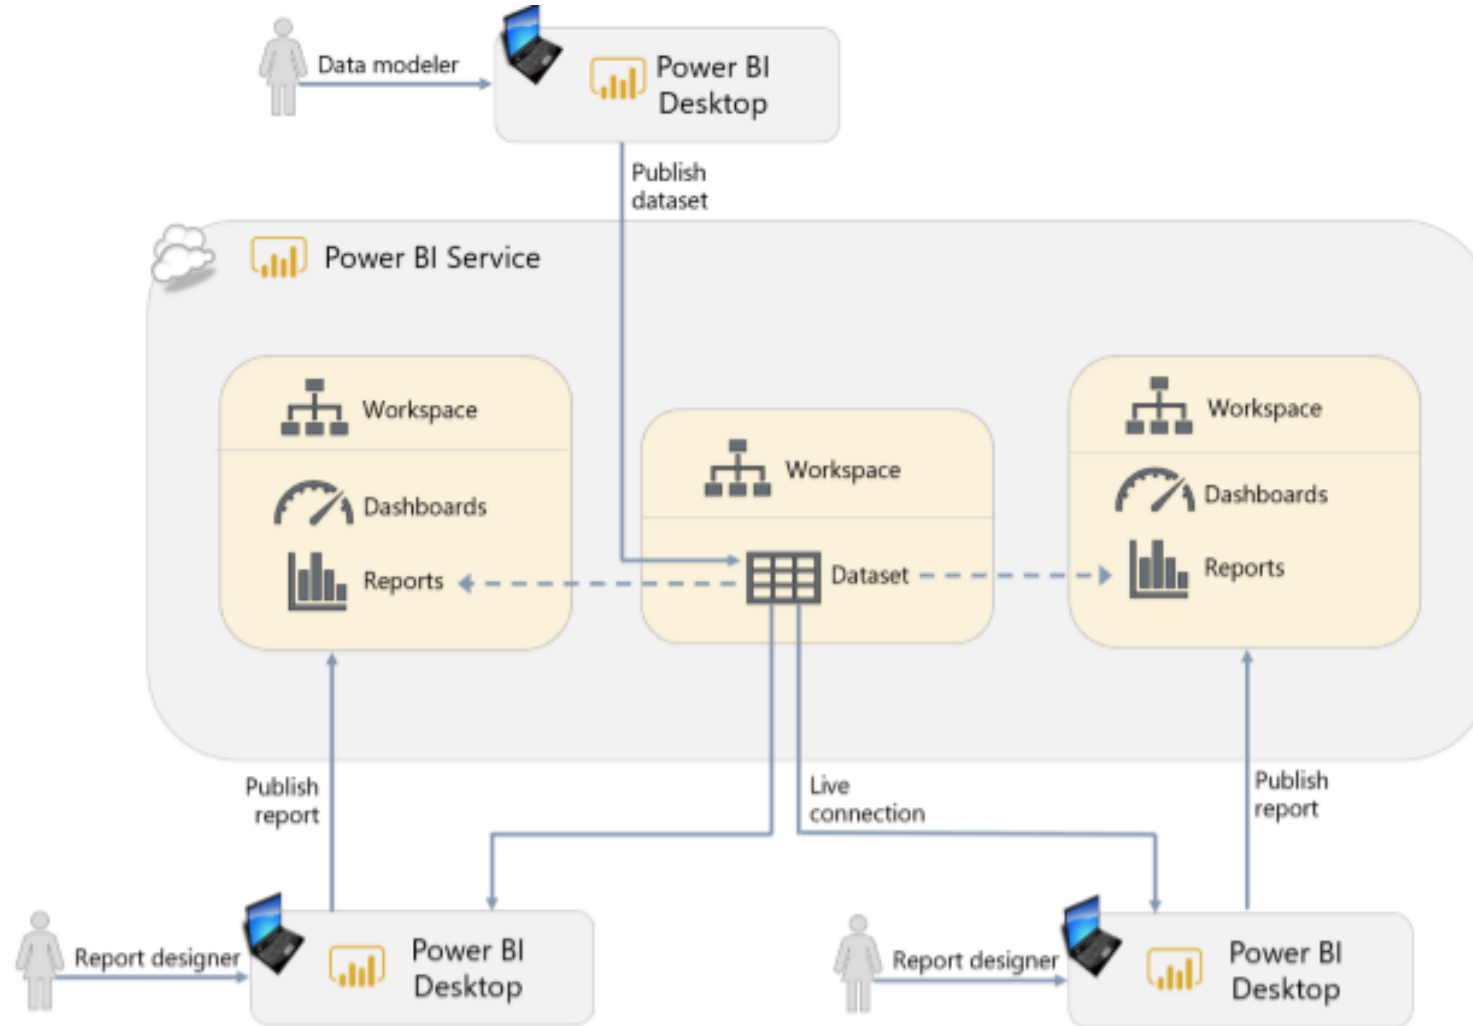 Data modeler
Power BI
Desktop
Publish
dataset
Power BI Service
Workspace
Dashboards
Reports
Workspace
Dataset
Workspace
Dashboards
Reports
Publish
report
Live
connection
Publish
report
Report designer
Power BI
Desktop
Report designer
Power BI
Desktop